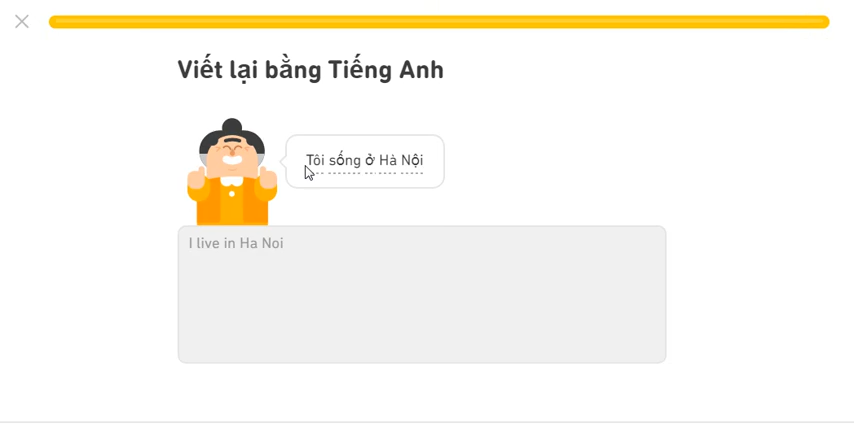 Viết lại bằng Tiếng Anh
Tôi sống ở Hà Nội
I live in Ha Noi